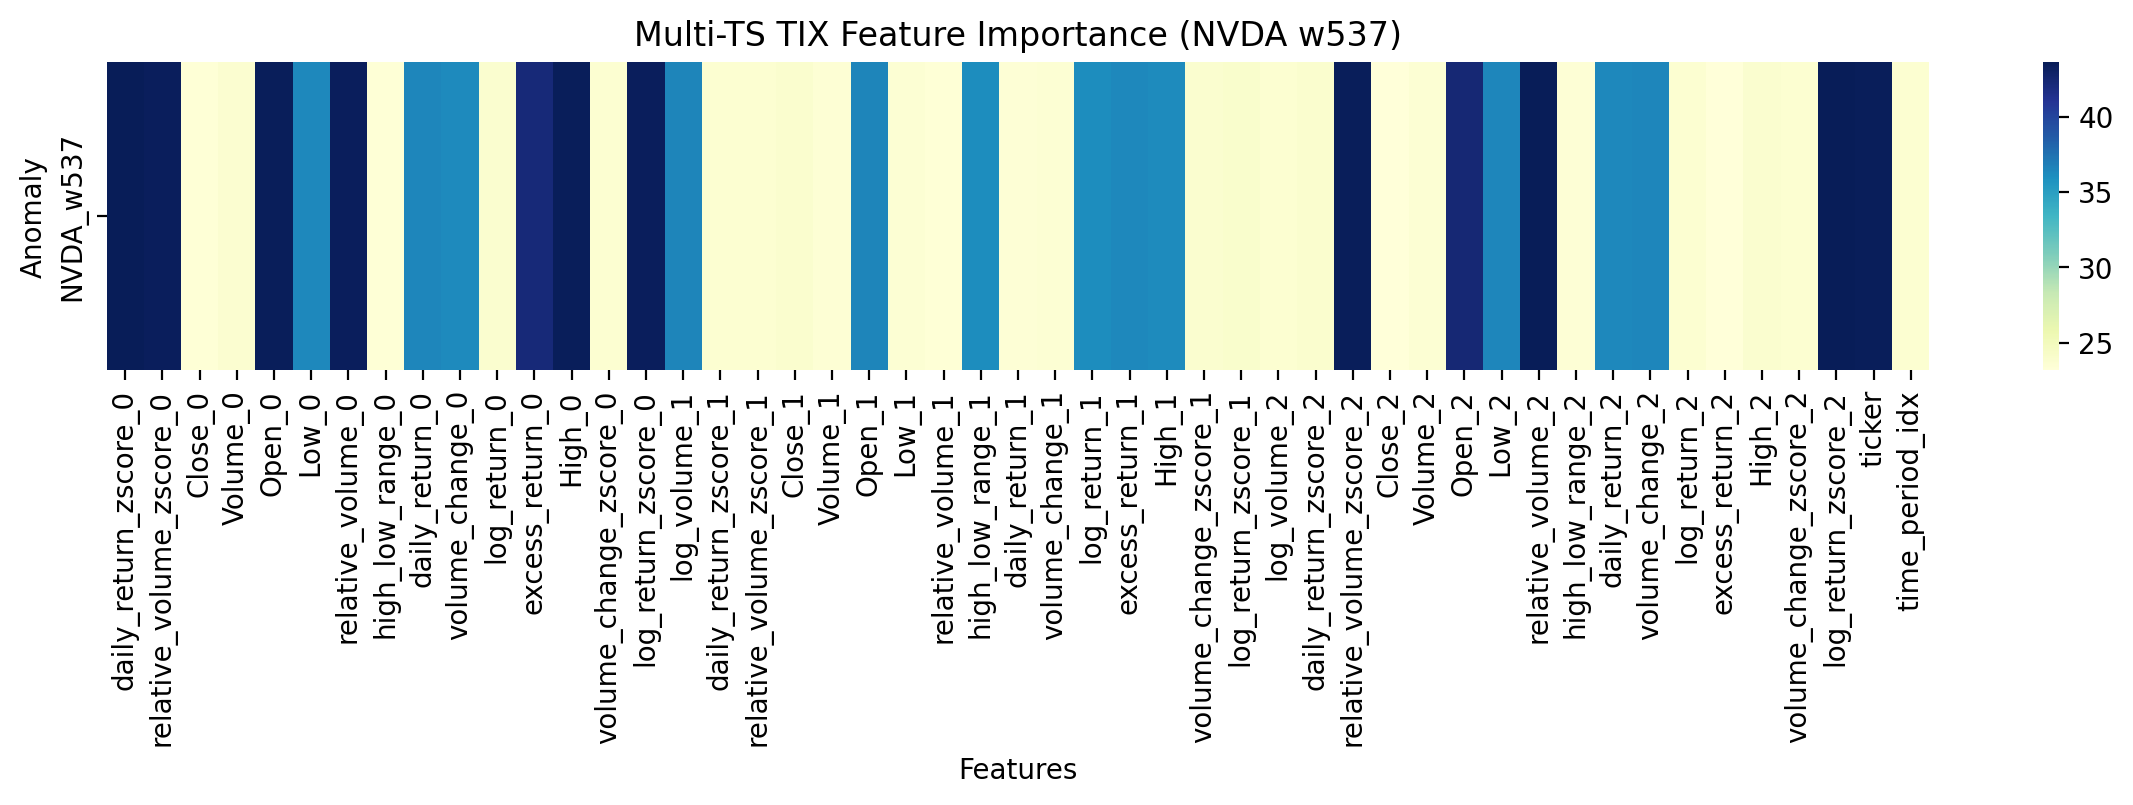 Multi-TS TIX Feature Importance (NVDA w537)
Anomaly
NVDA_w537
40
35
30
25
daily_return_zscore_0
relative_volume_zscore_0
Close_0
Volume_0
Open_0
Low_0
relative_volume_0
high_low_range_0
daily_return_0
volume_change_0
log_return_0
excess_return_0
High_0
volume_change_zscore_0
log_return_zscore_0
log_volume_1
daily_return_zscore_1
relative_volume_zscore_1
Close_1
Volume_1
Open_1
Low_1
relative_volume_1
high_low_range_1
daily_return_1
volume_change_1
log_return_1
excess_return_1
High_1
volume_change_zscore_1
log_return_zscore_1
log_volume_2
daily_return_zscore_2
relative_volume_zscore_2
Close_2
Volume_2
Open_2
Low_2
relative_volume_2
high_low_range_2
daily_return_2
volume_change_2
log_return_2
excess_return_2
High_2
volume_change_zscore_2
log_return_zscore_2
ticker
time_period_idx
Features